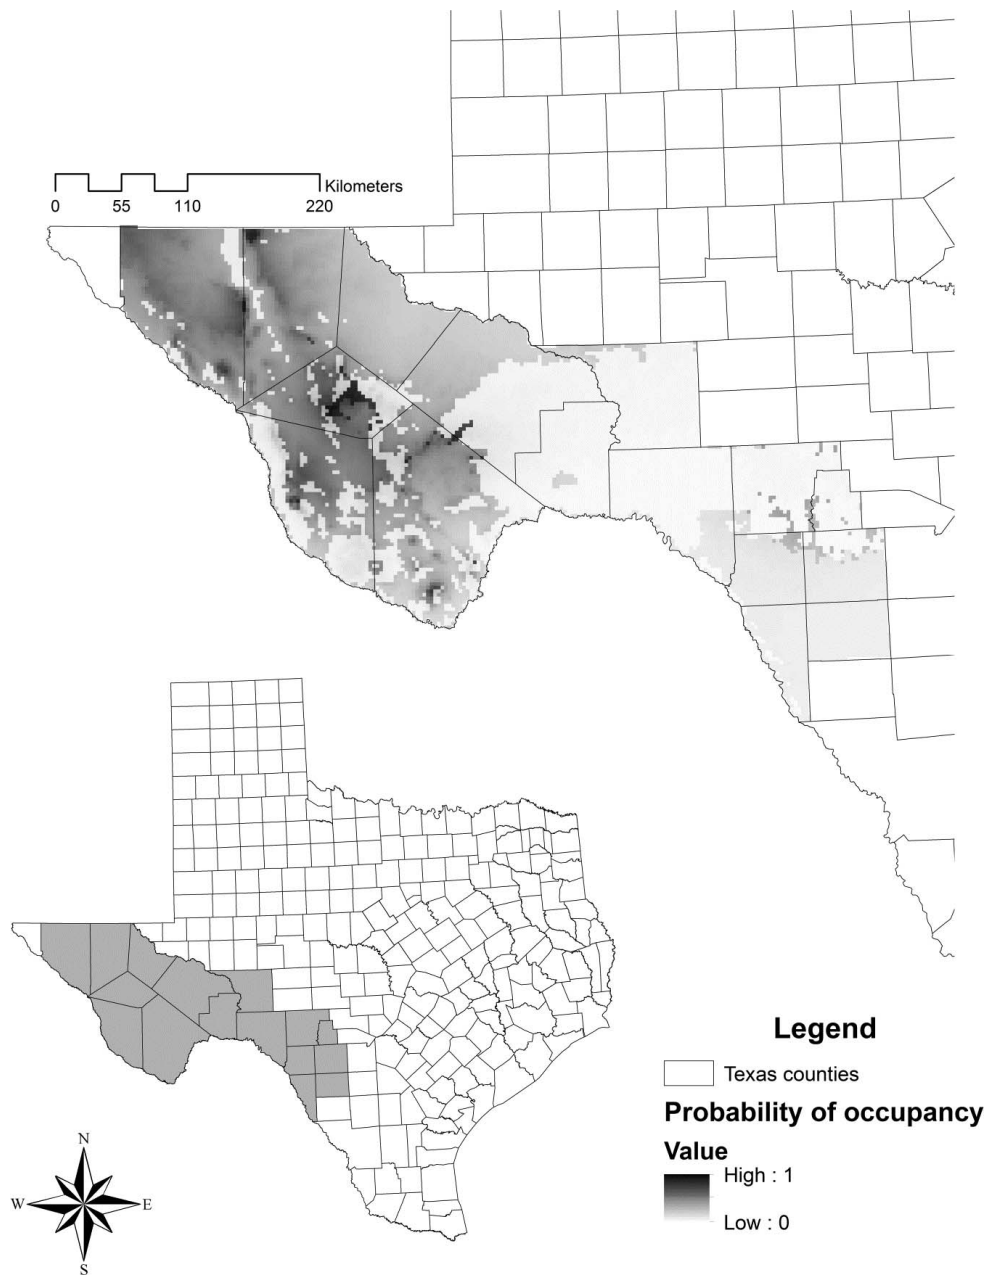 Kilometers
0 55 110 220
Legend
Texas counties
Probability of occupancy
Value
High : 1
Low : 0
N
W E
S